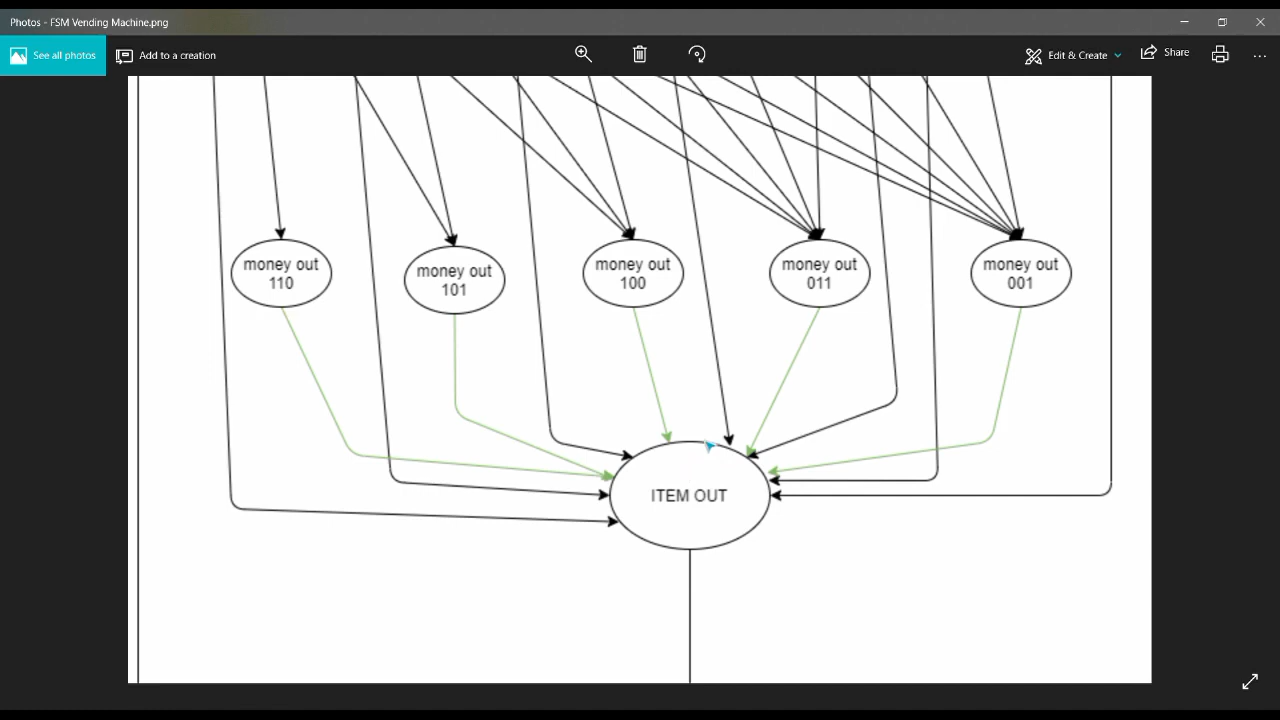 Photos - FSM Vending Machine.png
See all photos
Add to a creation
Edit & Create
Share
money out
110
money out
101
money out
100
money out
011
money out
001
ITEM OUT